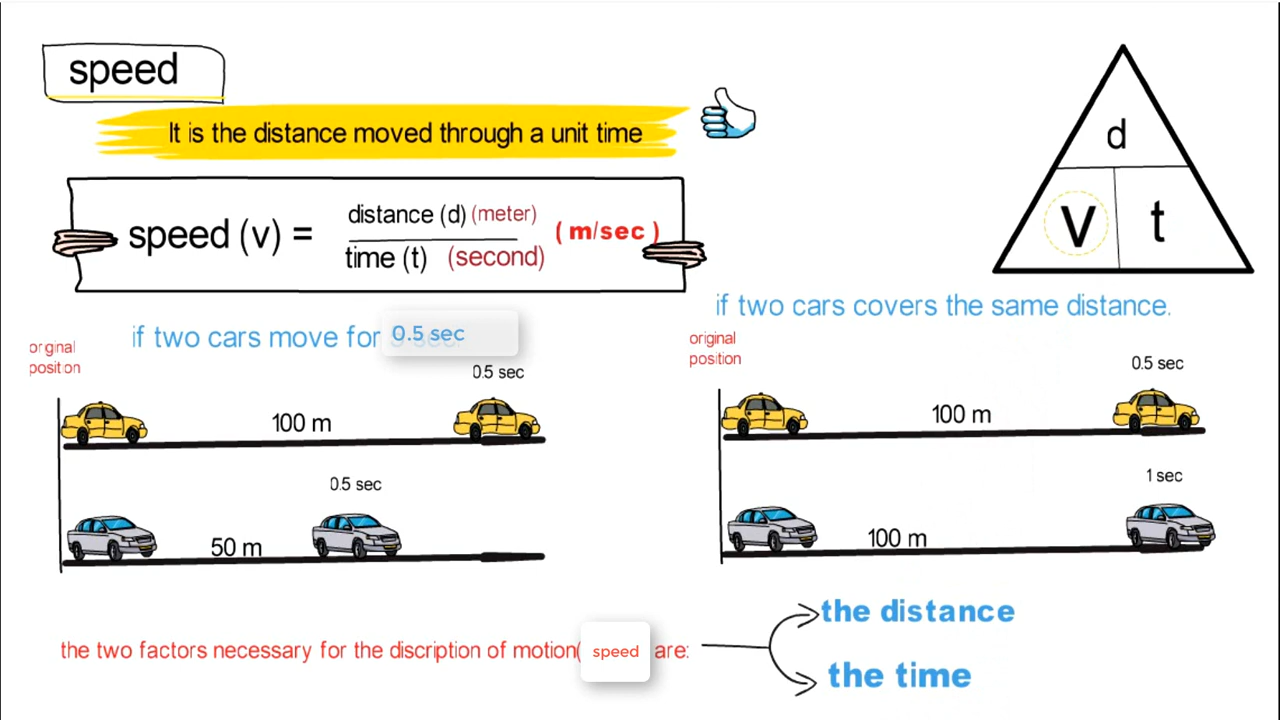 speed
It is the distance moved through a unit time
speed (v) = distance (d) (meter)
time (t) (second)
( m/sec )
d
V t
if two cars move for 0.5 sec
orginal
position
0.5 sec
100 m
0.5 sec
50 m
if two cars covers the same distance.
original
position
0.5 sec
100 m
1 sec
100 m
the two factors necessary for the discription of motion( speed are:
the distance
the time